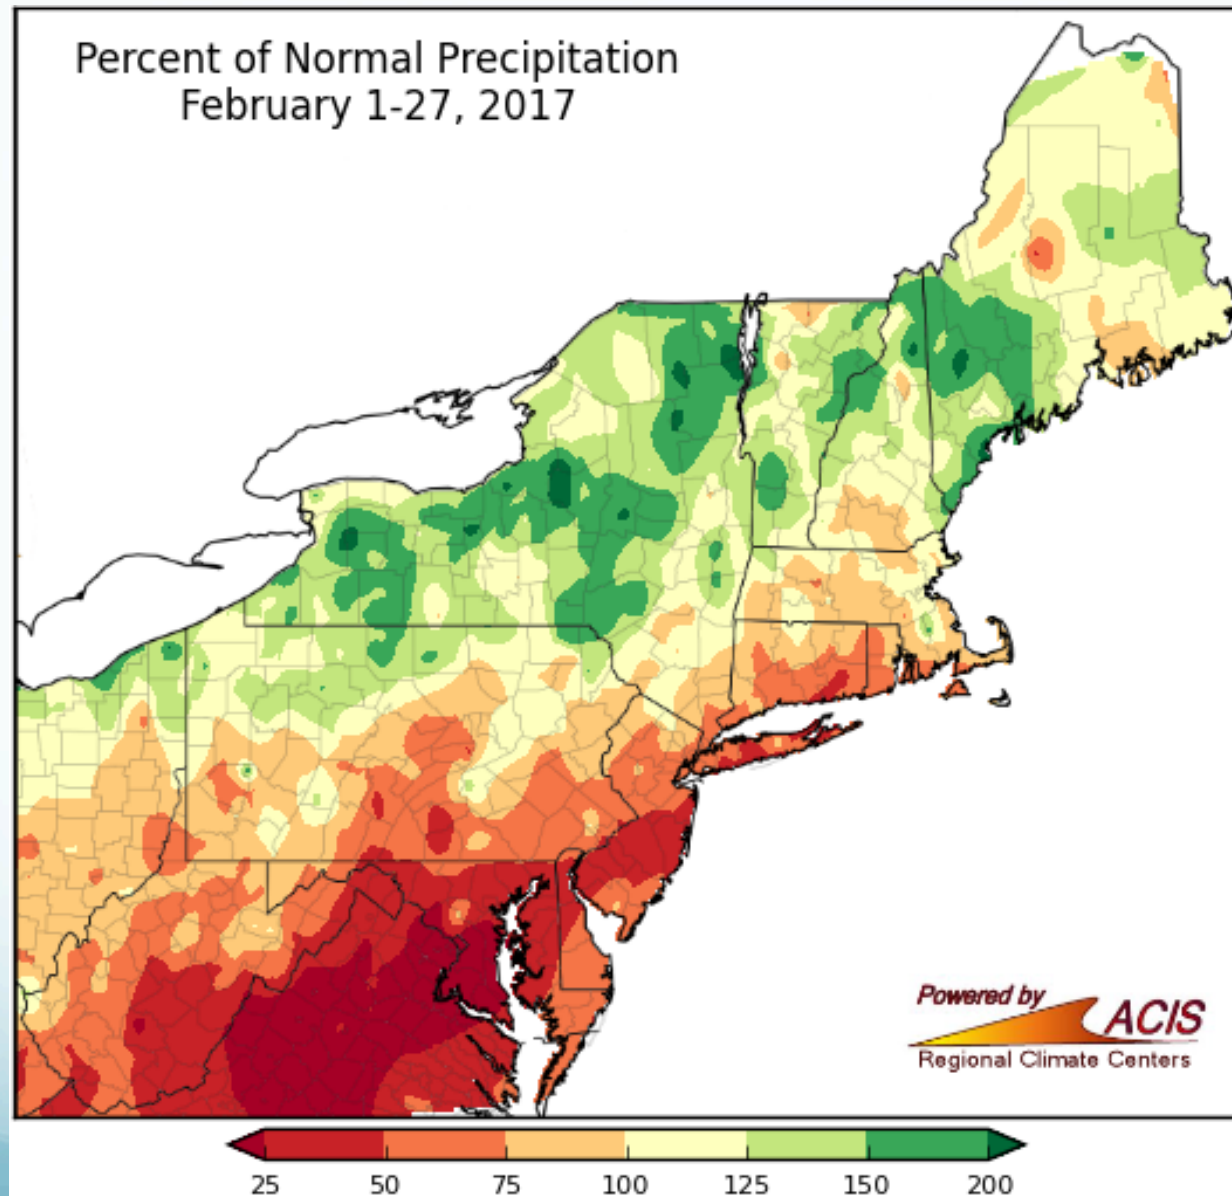 Percent of Normal Precipitation
February 1-27, 2017
Powered by
ACIS
Regional Climate Centers
25 50 75 100 125 150 200